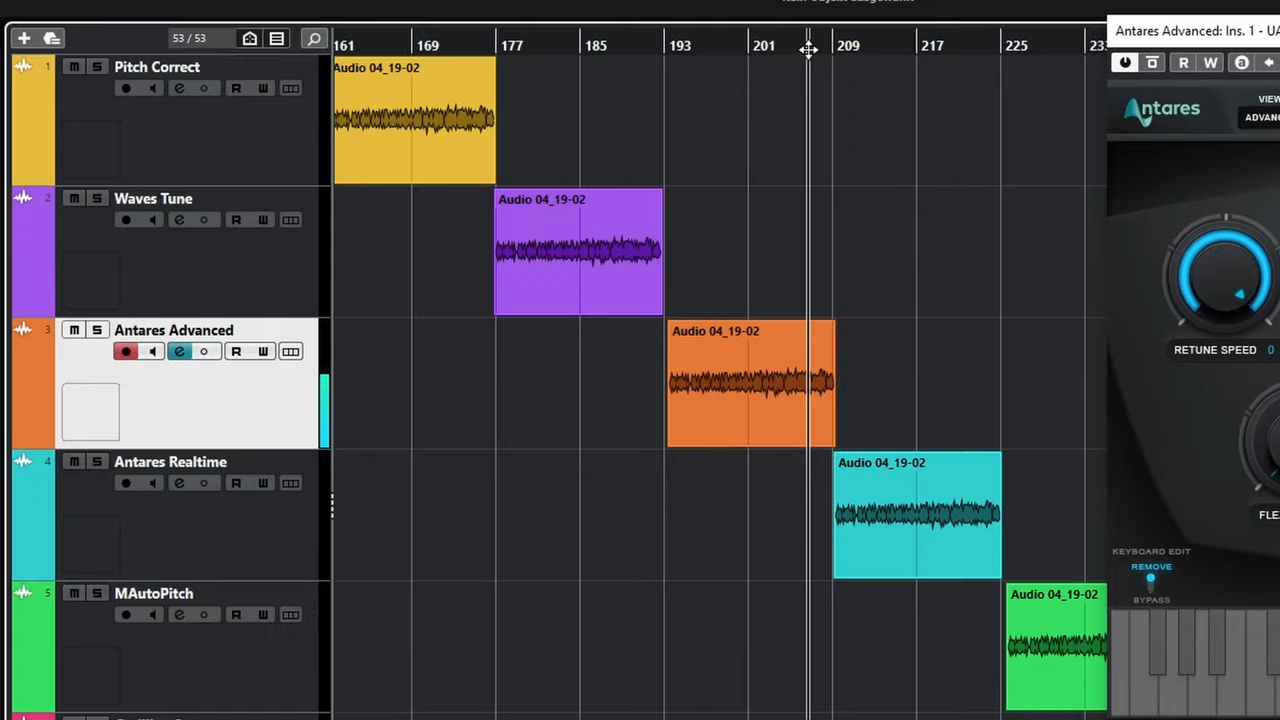 53 / 53
161 169 177 185 193 201 209 217 225
1 m S Pitch Correct
e R W
Audio 04_19-02
2 m S Waves Tune
e R W
Audio 04_19-02
3 m S Antares Advanced
e R W
Audio 04_19-02
4 m S Antares Realtime
e R W
Audio 04_19-02
5 m S MAutoPitch
e R W
Audio 04_19-02
Antares Advanced: Ins. 1 - UA
R W a
Antares
VIEW
ADVANC
RETUNE SPEED 0
FLE
KEYBOARD EDIT
REMOVE
BYPASS